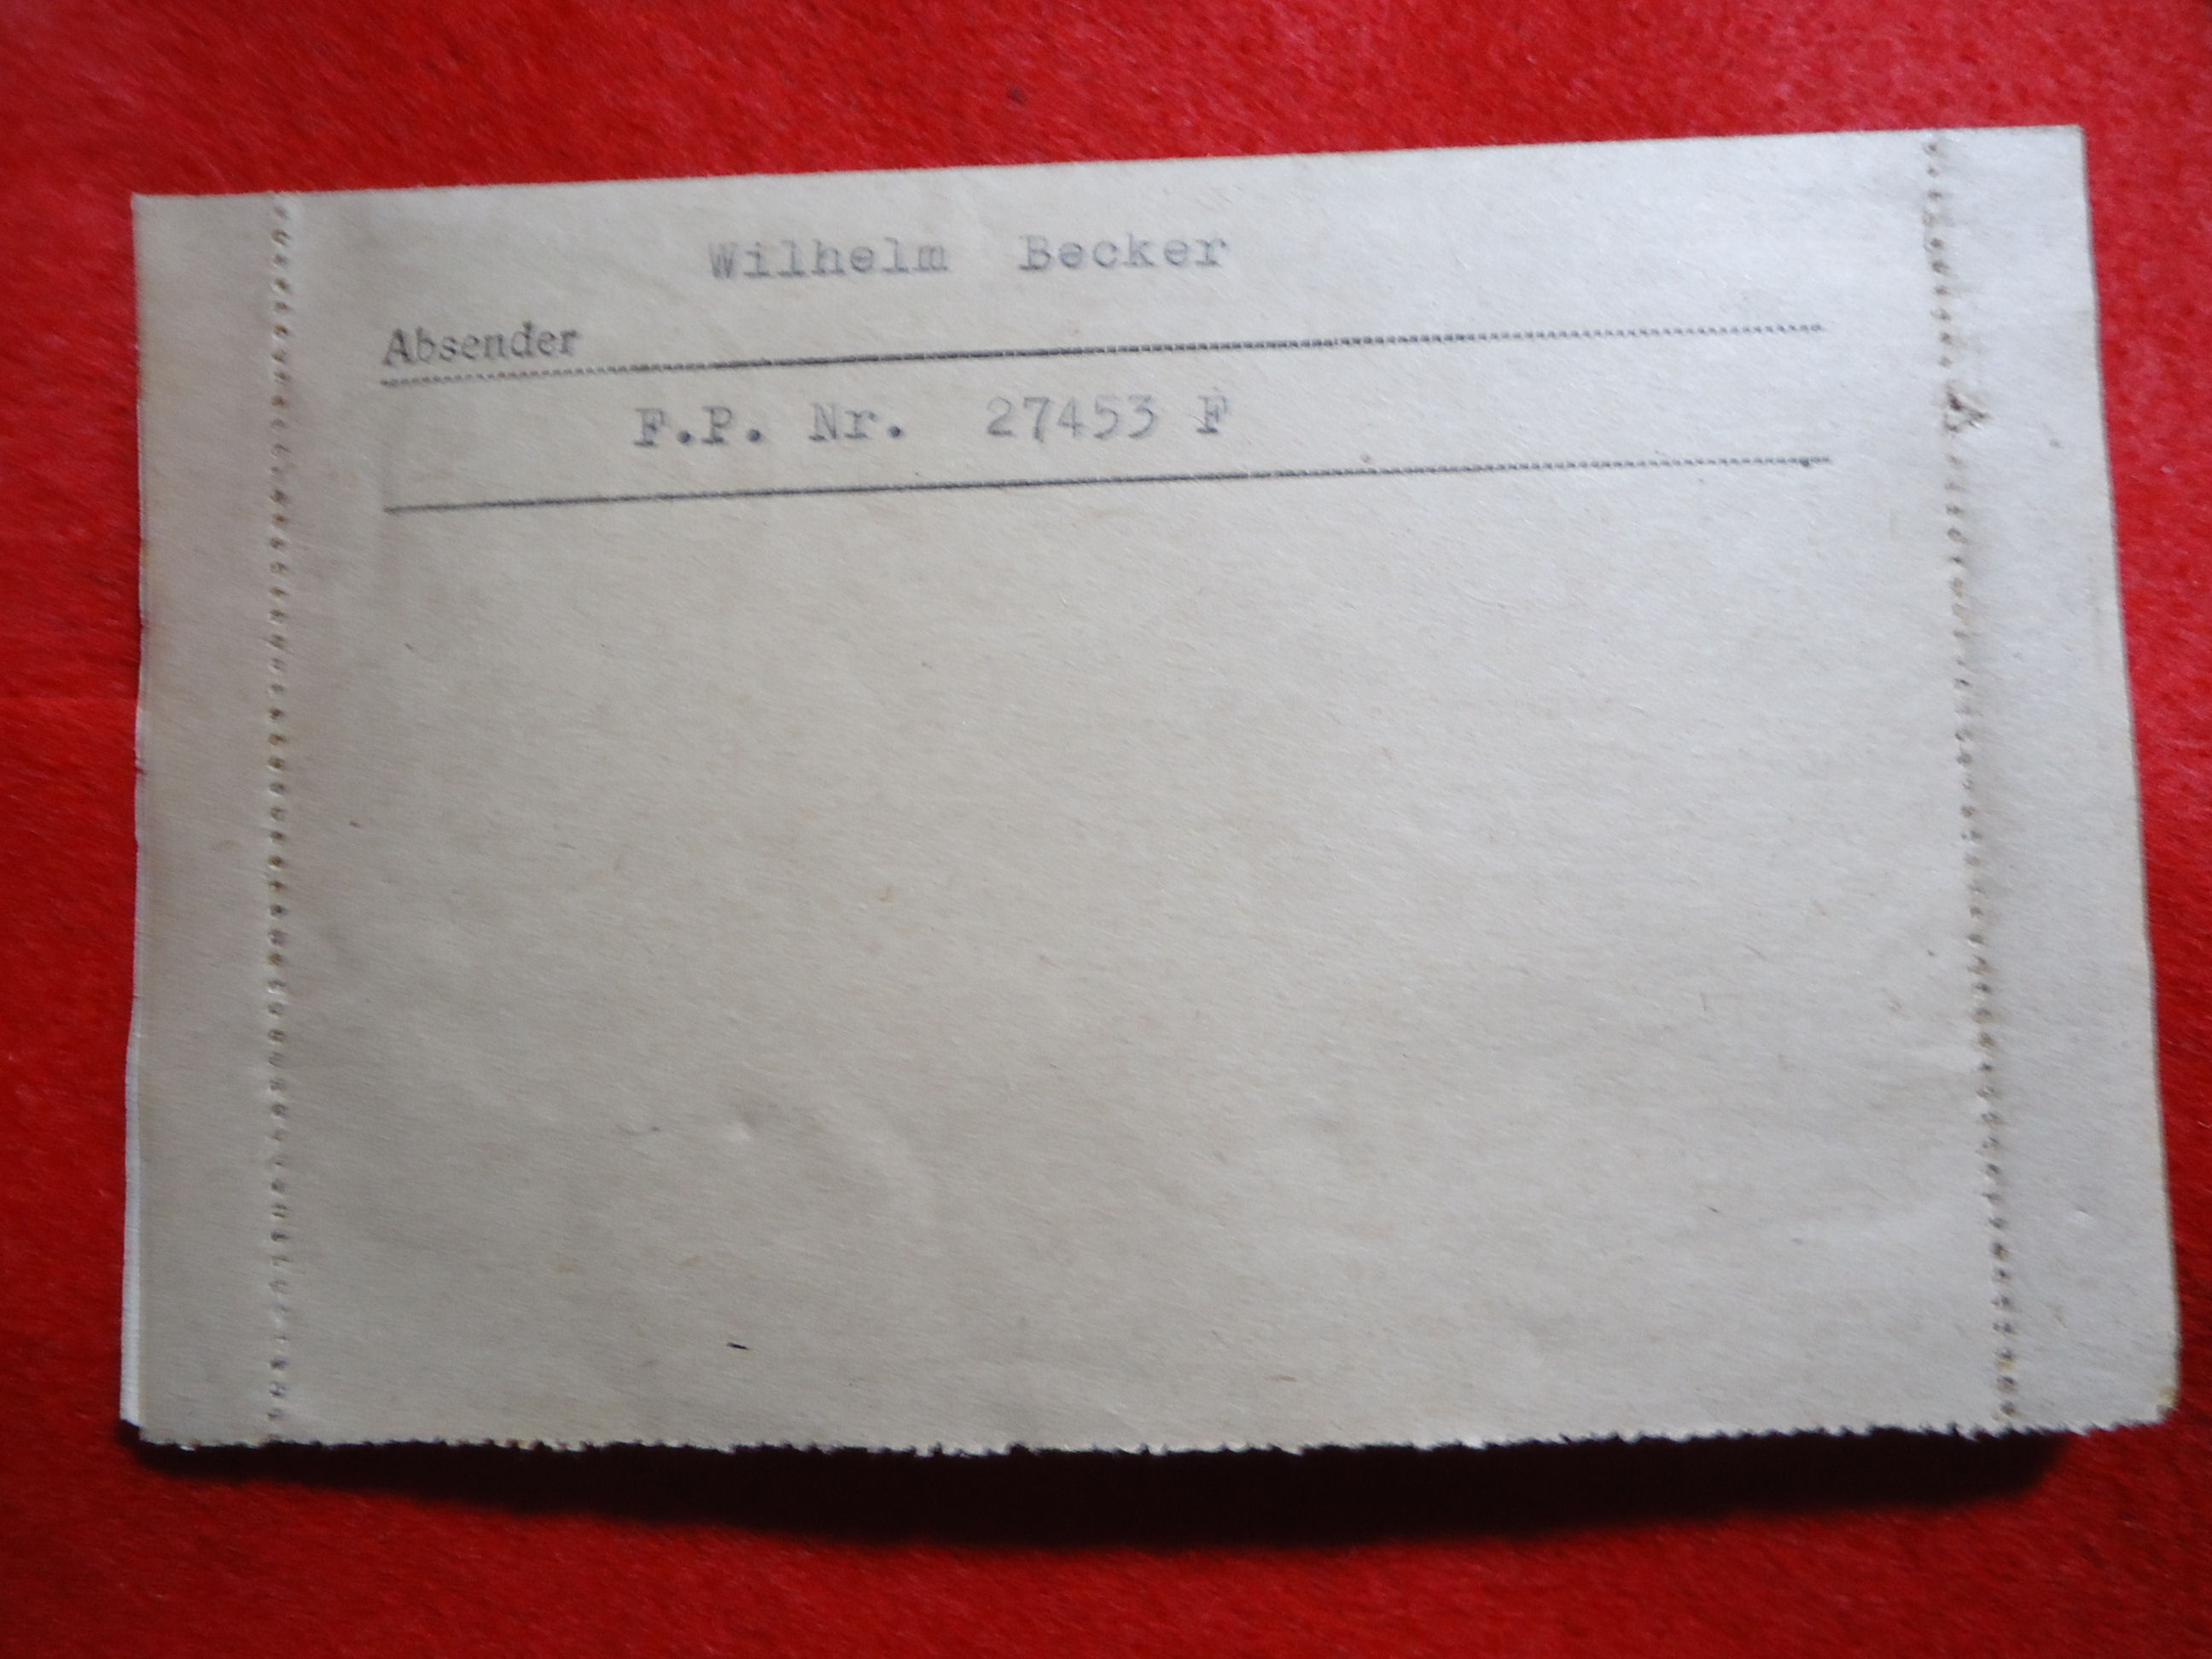 Wilhelm Becker
Absender
F.P. Nr. 27453 F